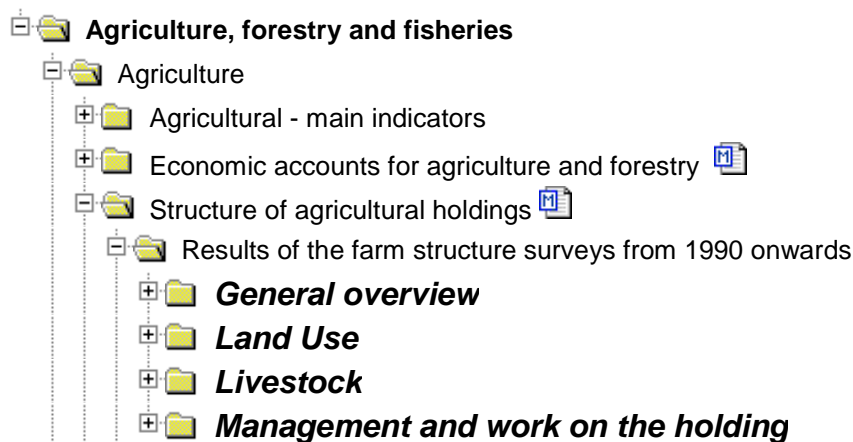 Agriculture, forestry and fisheries
Agriculture
Agricultural - main indicators
Economic accounts for agriculture and forestry M
Structure of agricultural holdings M
Results of the farm structure surveys from 1990 onwards
General overview
Land Use
Livestock
Management and work on the holding